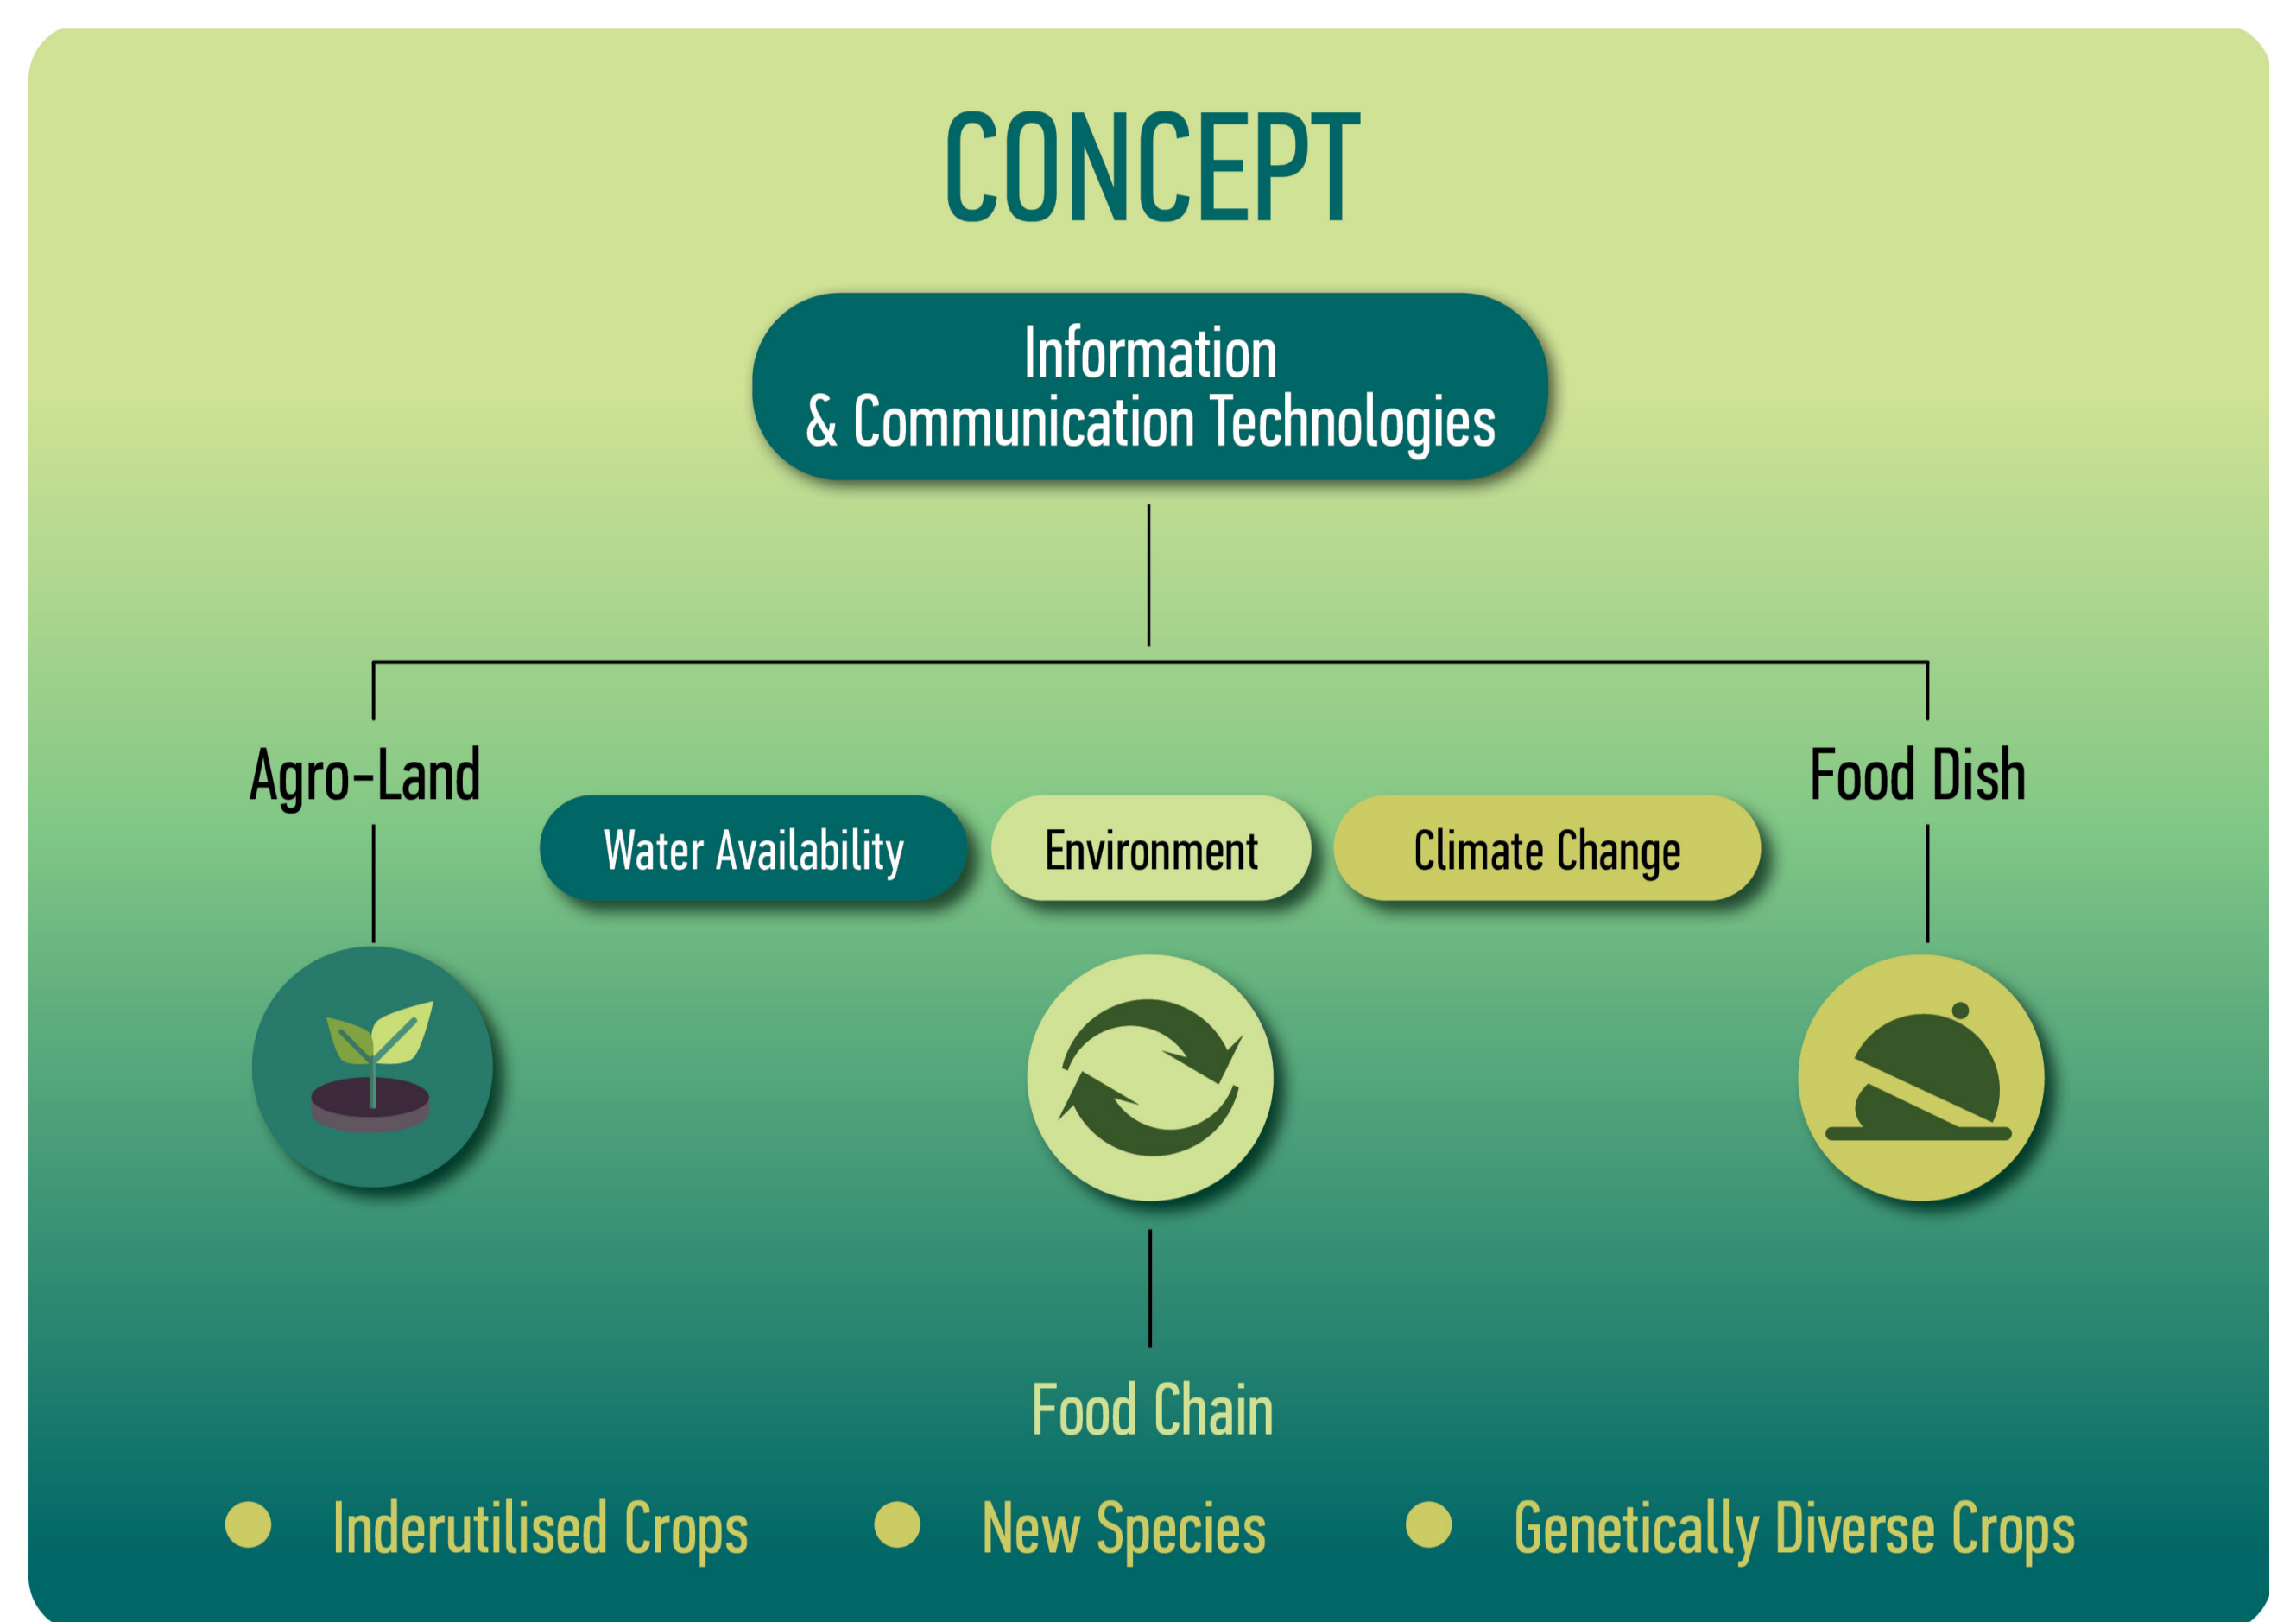 CONCEPT
Information
& Communication Technologies
Agro-Land
Food Dish
Water Availability
Environment
Climate Change
Food Chain
Inderutilised Crops
New Species
Genetically Diverse Crops